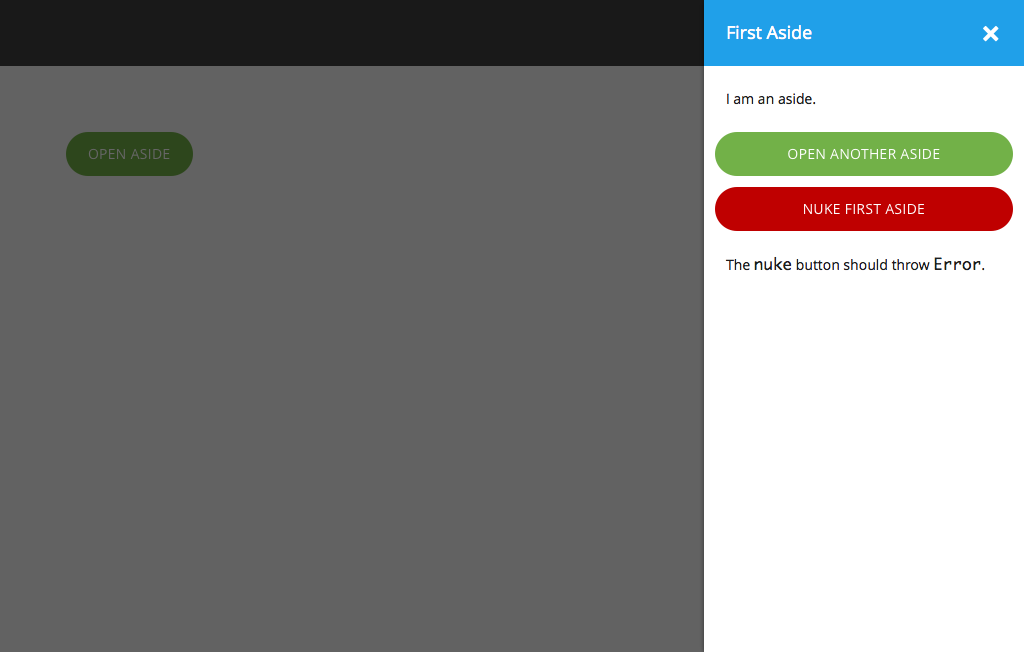 First Aside
I am an aside.
OPEN ASIDE
OPEN ANOTHER ASIDE
NUKE FIRST ASIDE
The nuke button should throw Error.